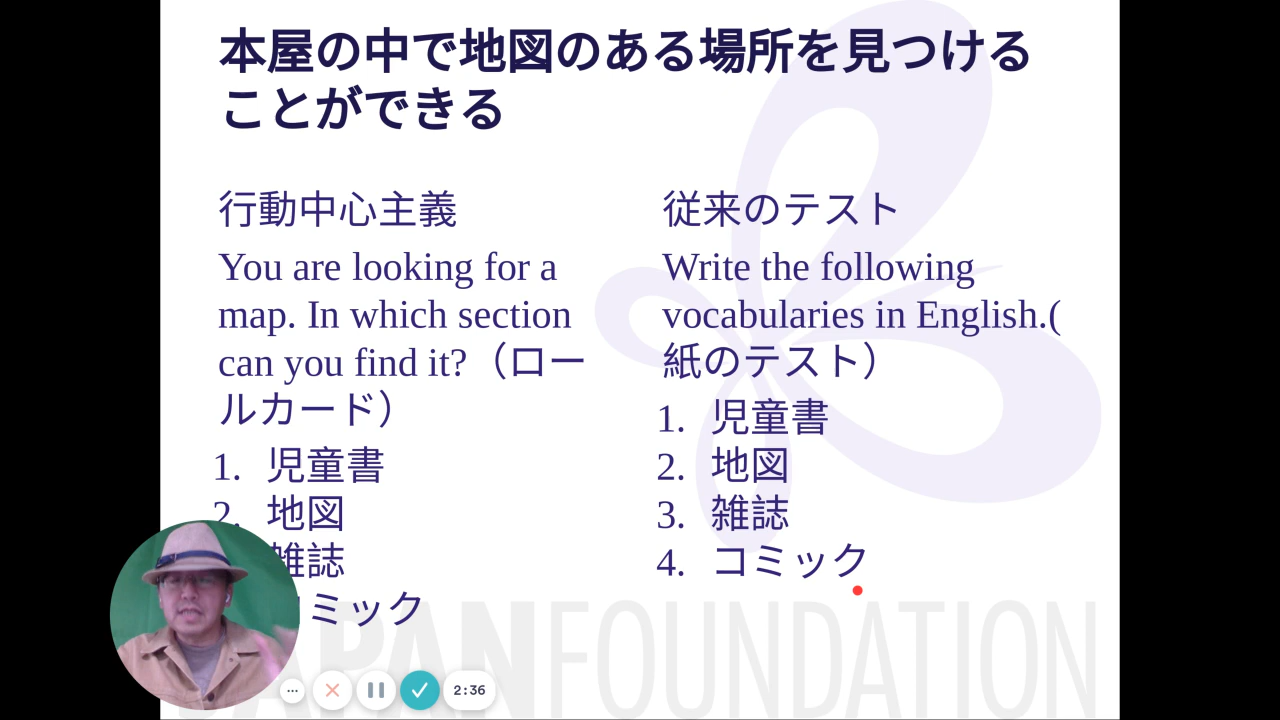 本屋の中で地図のある場所を見つける
ことができる
行動中心主義
You are looking for a
map. In which section
can you find it?（ロー
ルカード）
1. 児童書
2. 地図
雑誌
ミック
従来のテスト
Write the following
vocabularies in English.(
紙のテスト）
1. 児童書
2. 地図
3. 雑誌
4. コミック
JAPANFOUNDATION
2:36